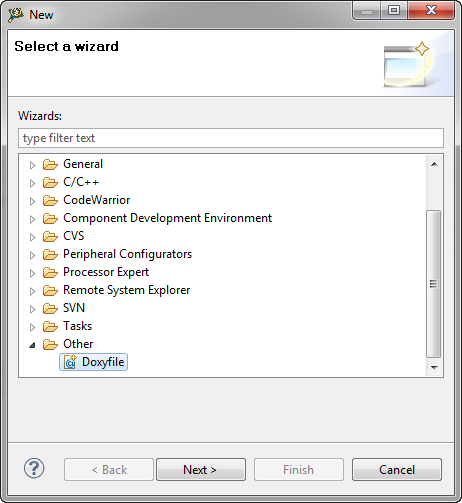 New
Select a wizard
Wizards:
type filter text
General
C/C++
CodeWarrior
Component Development Environment
CVS
Peripheral Configurators
Processor Expert
Remote System Explorer
SVN
Tasks
Other
Doxyfile
? < Back Next > Finish Cancel